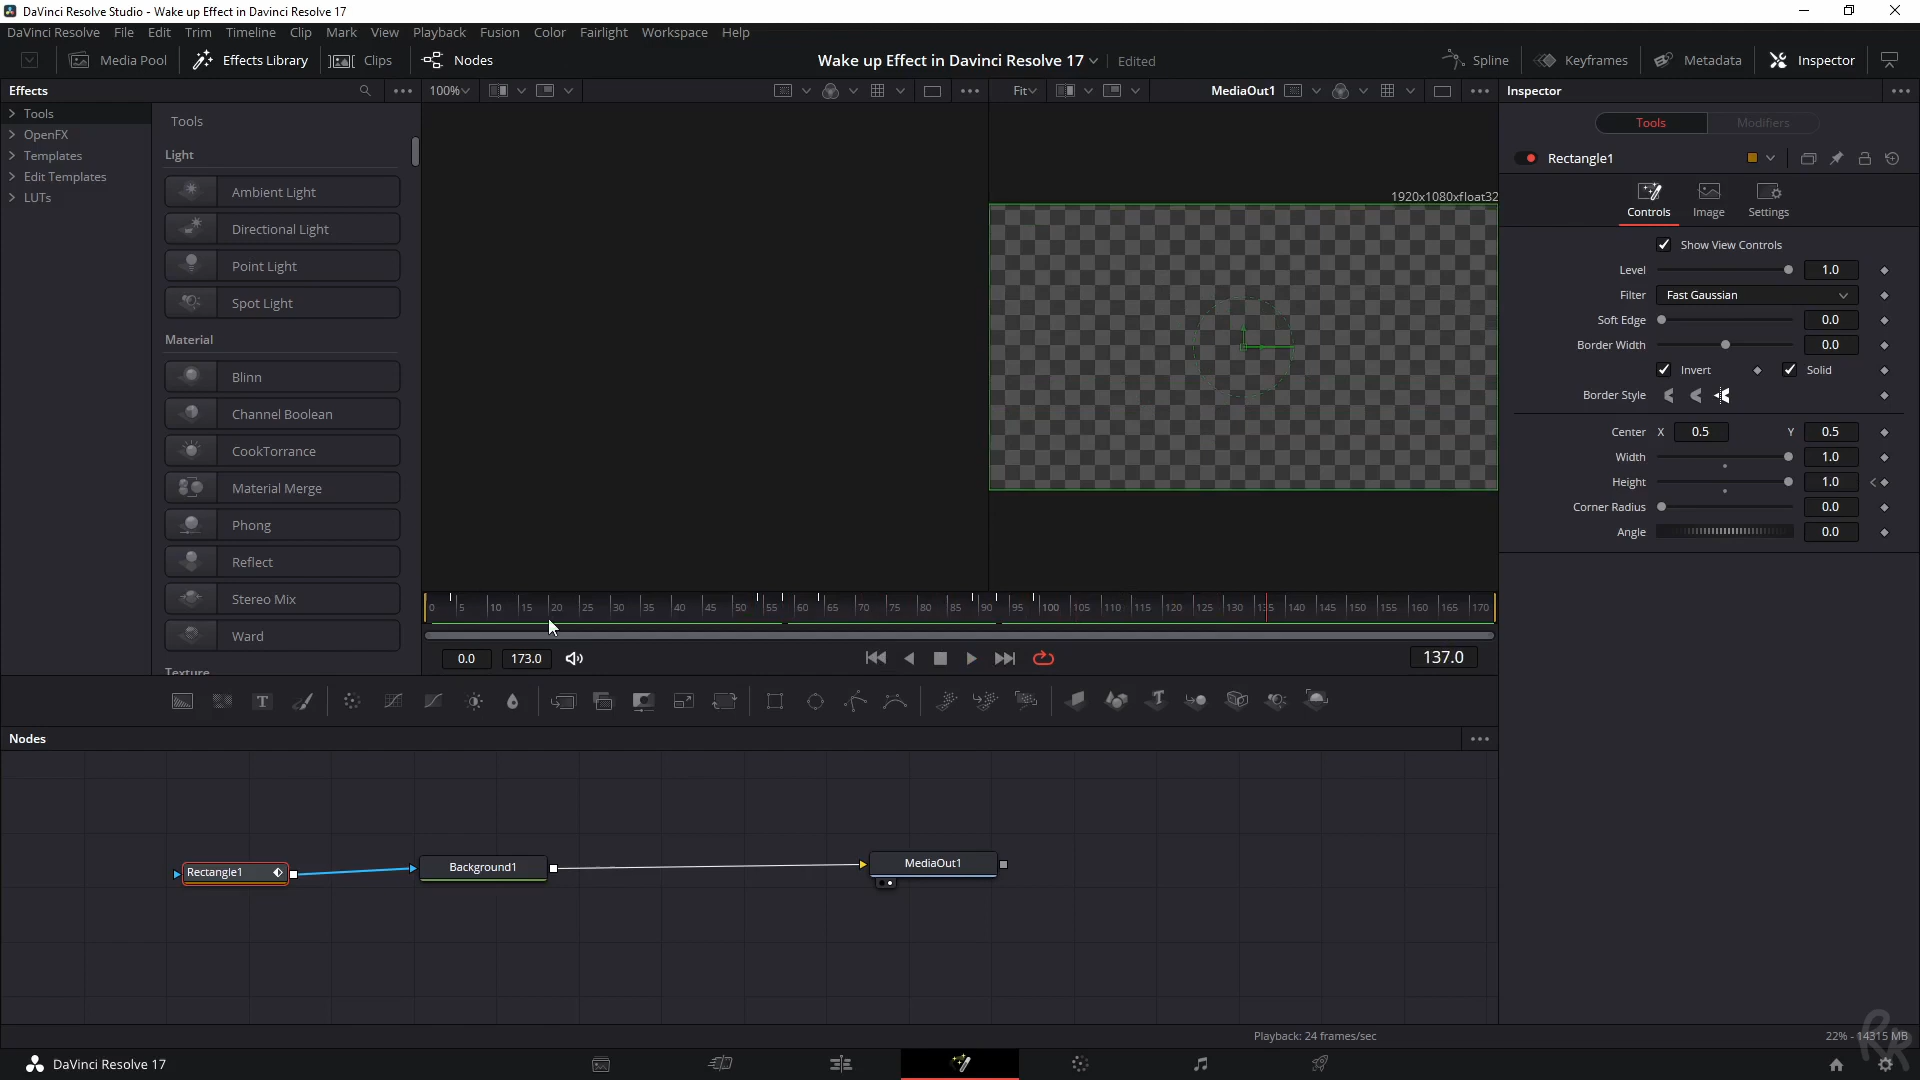 DaVinci Resolve Studio - Wake up Effect in Davinci Resolve 17
DaVinci Resolve File Edit Trim Timeline Clip Mark View Playback Fusion Color Fairlight Workspace Help
Media Pool Effects Library Clips Nodes Wake up Effect in Davinci Resolve 17 Edited Spline Keyframes Metadata Inspector
Effects 100% Fit MediaOut1 Inspector
Tools
OpenFX
Templates
Edit Templates
LUTs
Tools
Light
Ambient Light
Directional Light
Point Light
Spot Light
Material
Blinn
Channel Boolean
CookTorrance
Material Merge
Phong
Reflect
Stereo Mix
Ward
Texture
1920x1080xfloat32
Tools Modifiers
Rectangle1
Controls Image Settings
Show View Controls
Level 1.0
Filter Fast Gaussian
Soft Edge 0.0
Border Width 0.0
Invert Solid
Border Style
Center X 0.5 Y 0.5
Width 1.0
Height 1.0
Corner Radius 0.0
Angle 0.0
0 5 10 15 20 25 30 35 40 45 50 55 60 65 70 75 80 85 90 95 100 105 110 115 120 125 130 135 140 145 150 155 160 165 170
0.0 173.0 137.0
Nodes
Rectangle1 Background1 MediaOut1
Playback: 24 frames/sec 22% - 14315 MB
DaVinci Resolve 17
RR